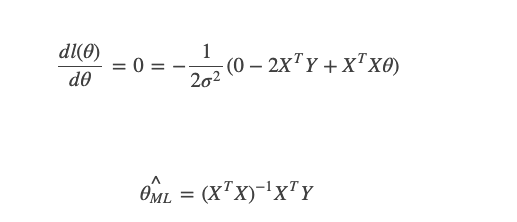 dl(θ)/dθ = 0 = −1/2σ²(0 − 2XᵀY + XᵀXθ)
θ̂_ML = (XᵀX)⁻¹XᵀY